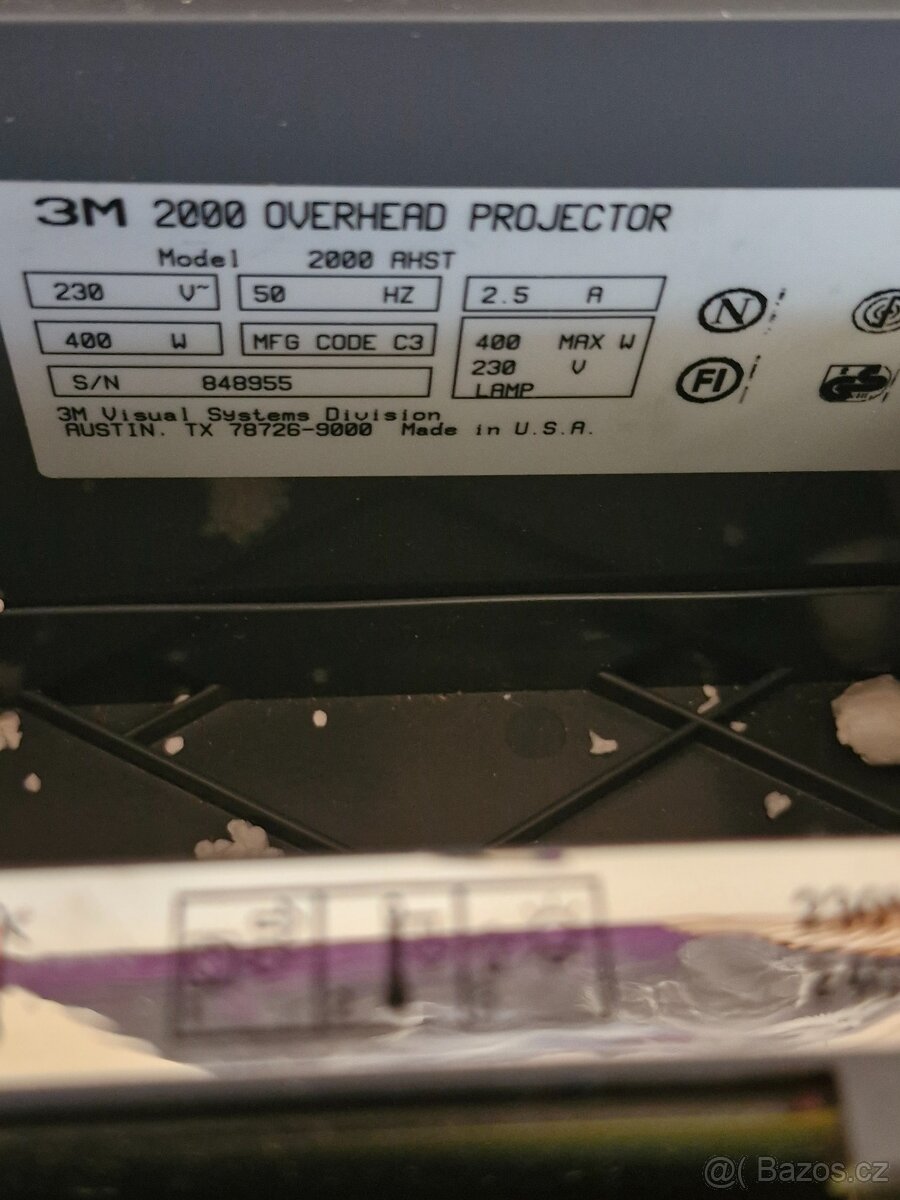 3M 2000 OVERHEAD PROJECTOR
Model 2000 AHST
230 V~ 50 HZ 2.5 A
400 W MFG CODE C3 400 MAX W
230 V
LAMP
S/N 848955
3M Visual Systems Division
AUSTIN. TX 78726-9000 Made in U.S.A.
N
FI
GS
@( Bazos.cz